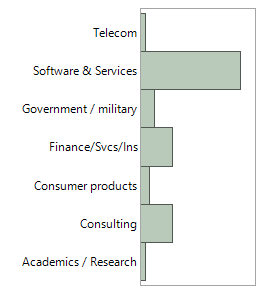 Telecom
Software & Services
Government / military
Finance/Svcs/Ins
Consumer products
Consulting
Academics / Research